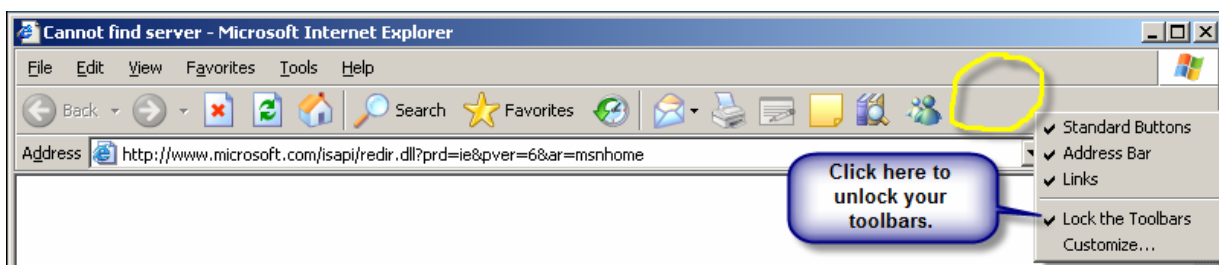 Cannot find server - Microsoft Internet Explorer
File Edit View Favorites Tools Help
Back Search Favorites
Address http://www.microsoft.com/isapi/redir.dll?prd=ie&pver=6&ar=msnhome
Standard Buttons
Address Bar
Links
Lock the Toolbars
Customize...
Click here to
unlock your
toolbars.